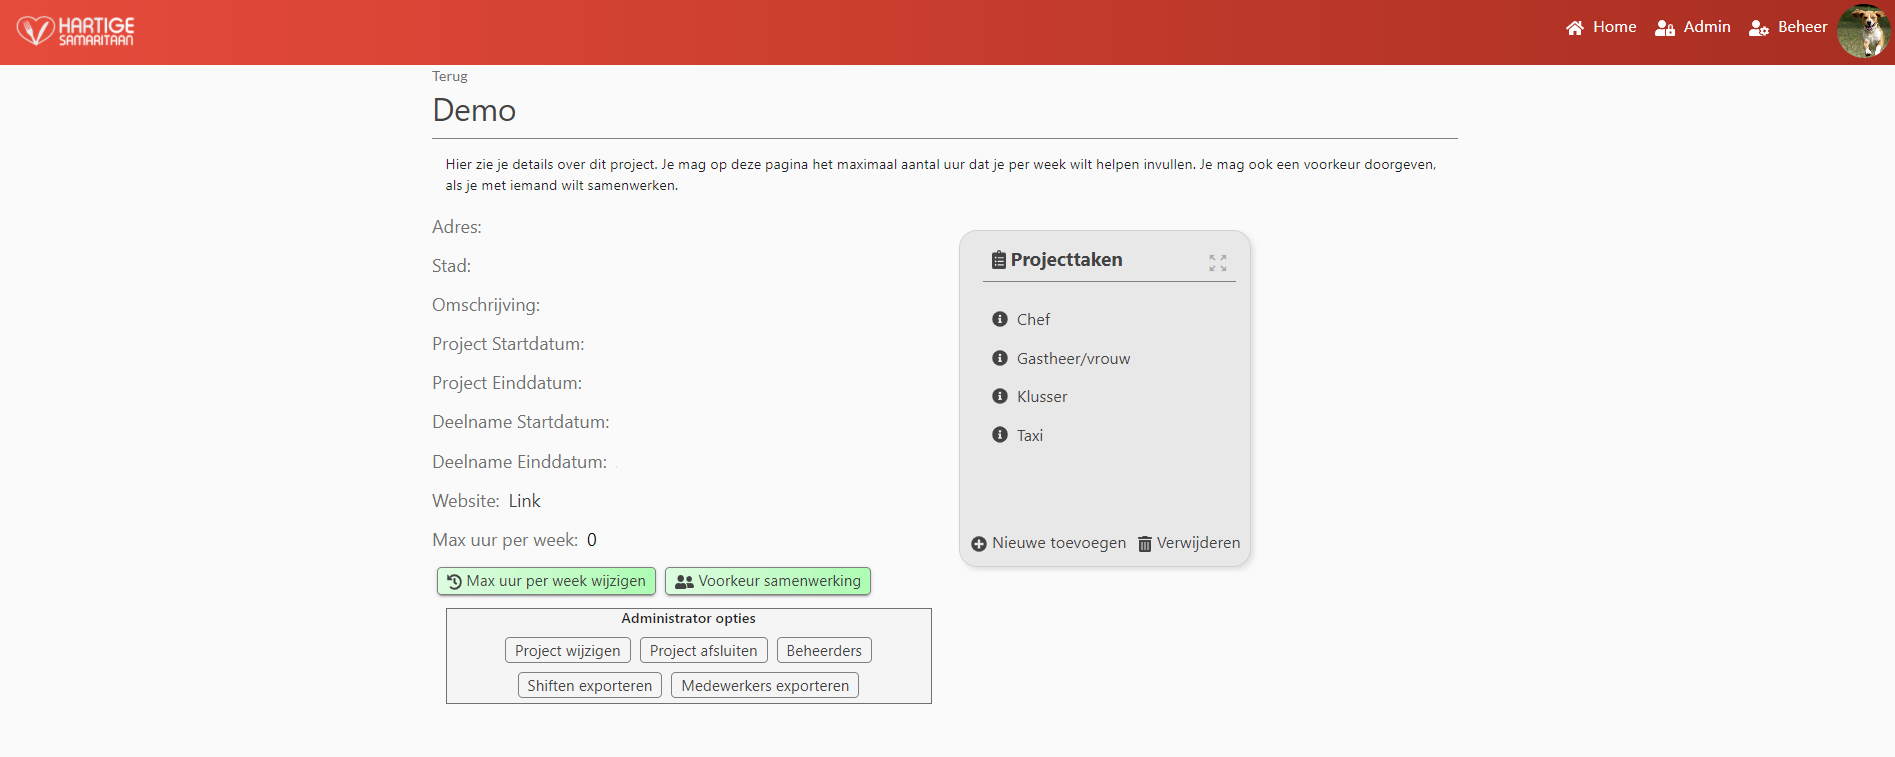 HARTIGE
SAMARITAAN
Home
Admin
Beheer
Terug
Demo
Hier zie je details over dit project. Je mag op deze pagina het maximaal aantal uur dat je per week wilt helpen invullen. Je mag ook een voorkeur doorgeven,
als je met iemand wilt samenwerken.
Adres:
Stad:
Omschrijving:
Project Startdatum:
Project Einddatum:
Deelname Startdatum:
Deelname Einddatum:
Website: Link
Max uur per week: 0
Max uur per week wijzigen
Voorkeur samenwerking
Administrator opties
Project wijzigen
Project afsluiten
Beheerders
Shiften exporteren
Medewerkers exporteren
Projecttaken
Chef
Gastheer/vrouw
Klusser
Taxi
Nieuwe toevoegen
Verwijderen